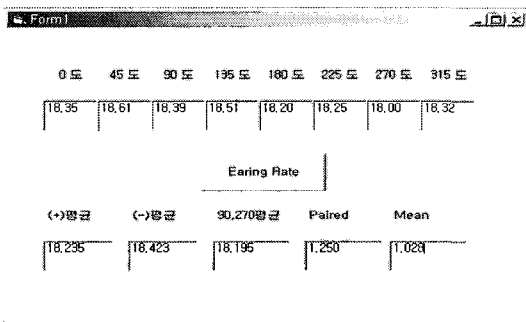 Form1
0 도 45 도 90 도 135 도 180 도 225 도 270 도 315 도
18,35 18,61 18,39 18,51 18,20 18,25 18,00 18,32
Earing Rate
(+)평균 (-)평균 90,270평균 Paired Mean
18,235 18,423 18,195 1,250 1,028